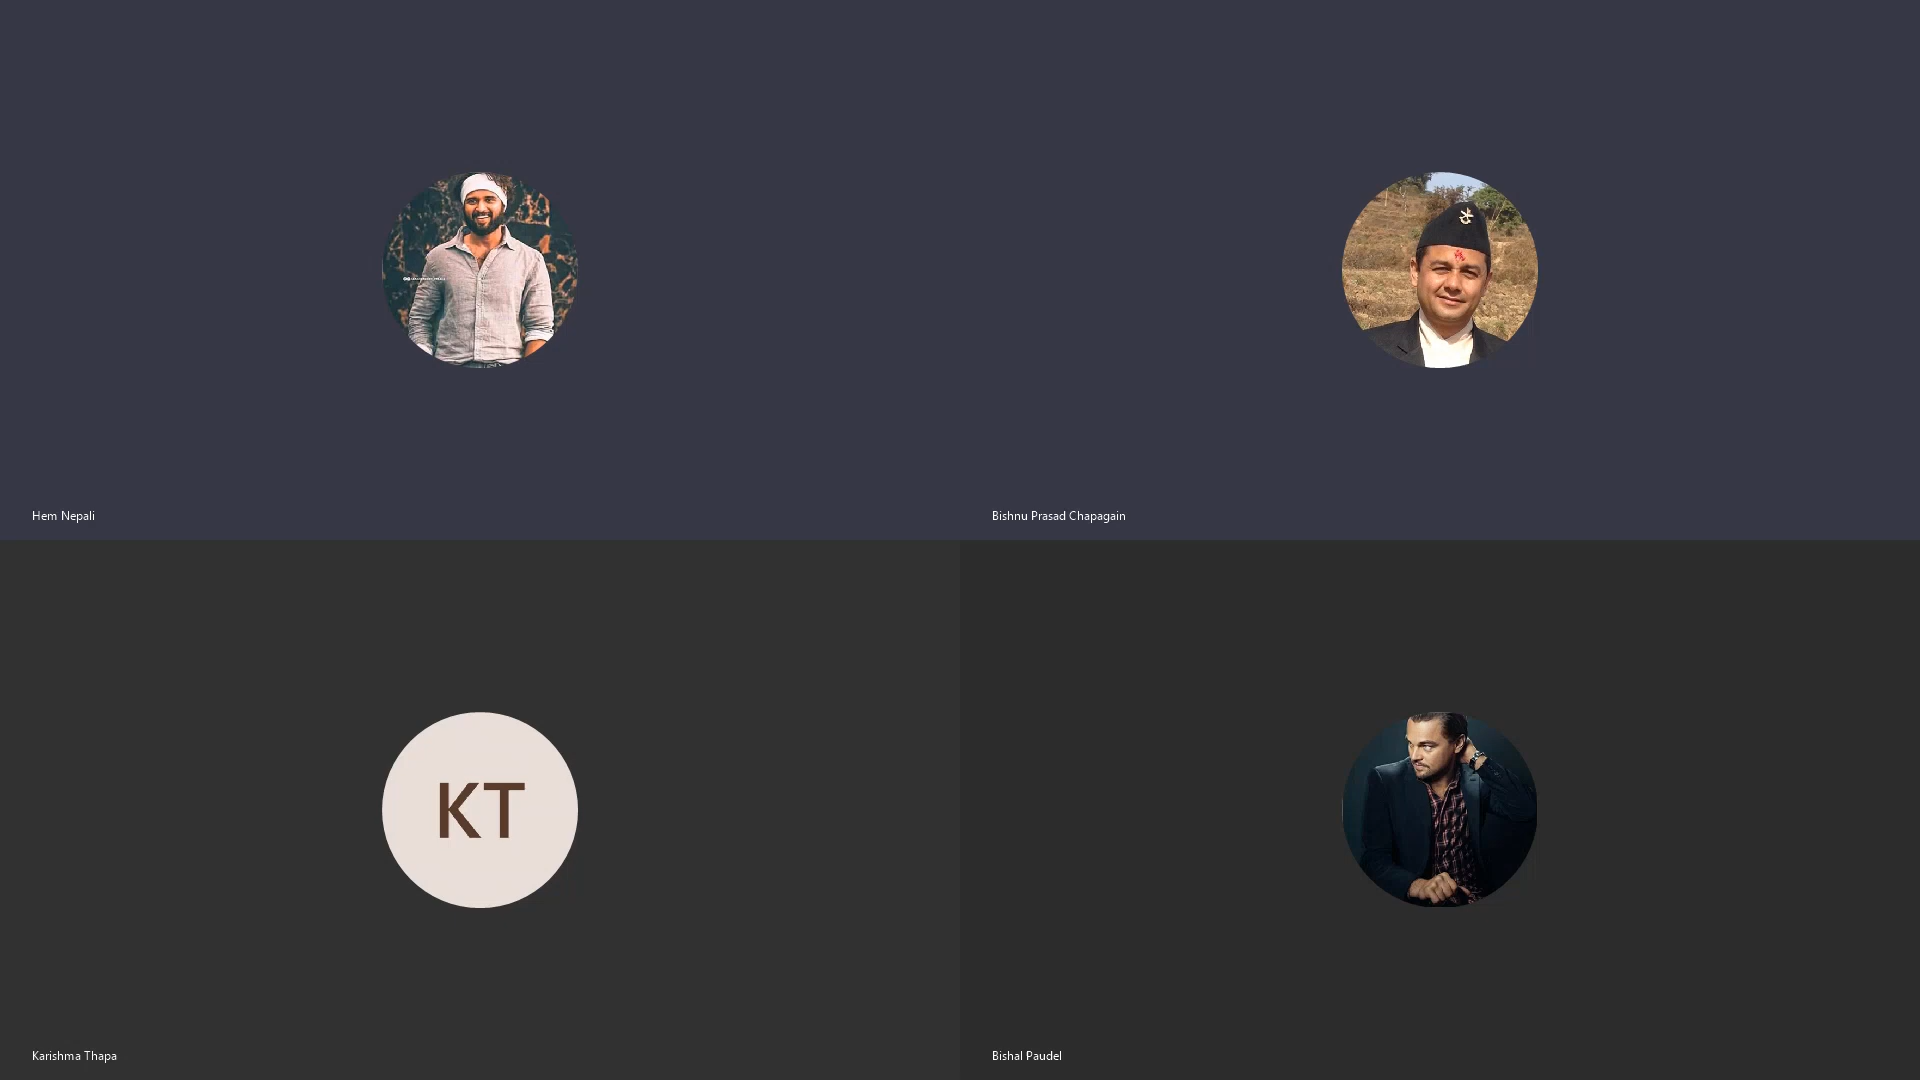 Hem Nepali
Bishnu Prasad Chapagain
KT
Karishma Thapa
Bishal Paudel